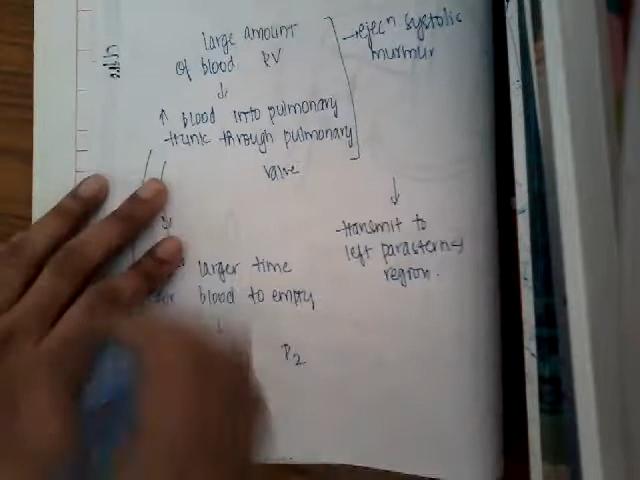 large amount
of blood RV
↓
↑ blood into pulmonary
trunk through pulmonary
valve
→ ejecn systolic
murmur
↓
transmit to
left parasternal
region.
larger time
blood to empty
↓
P2